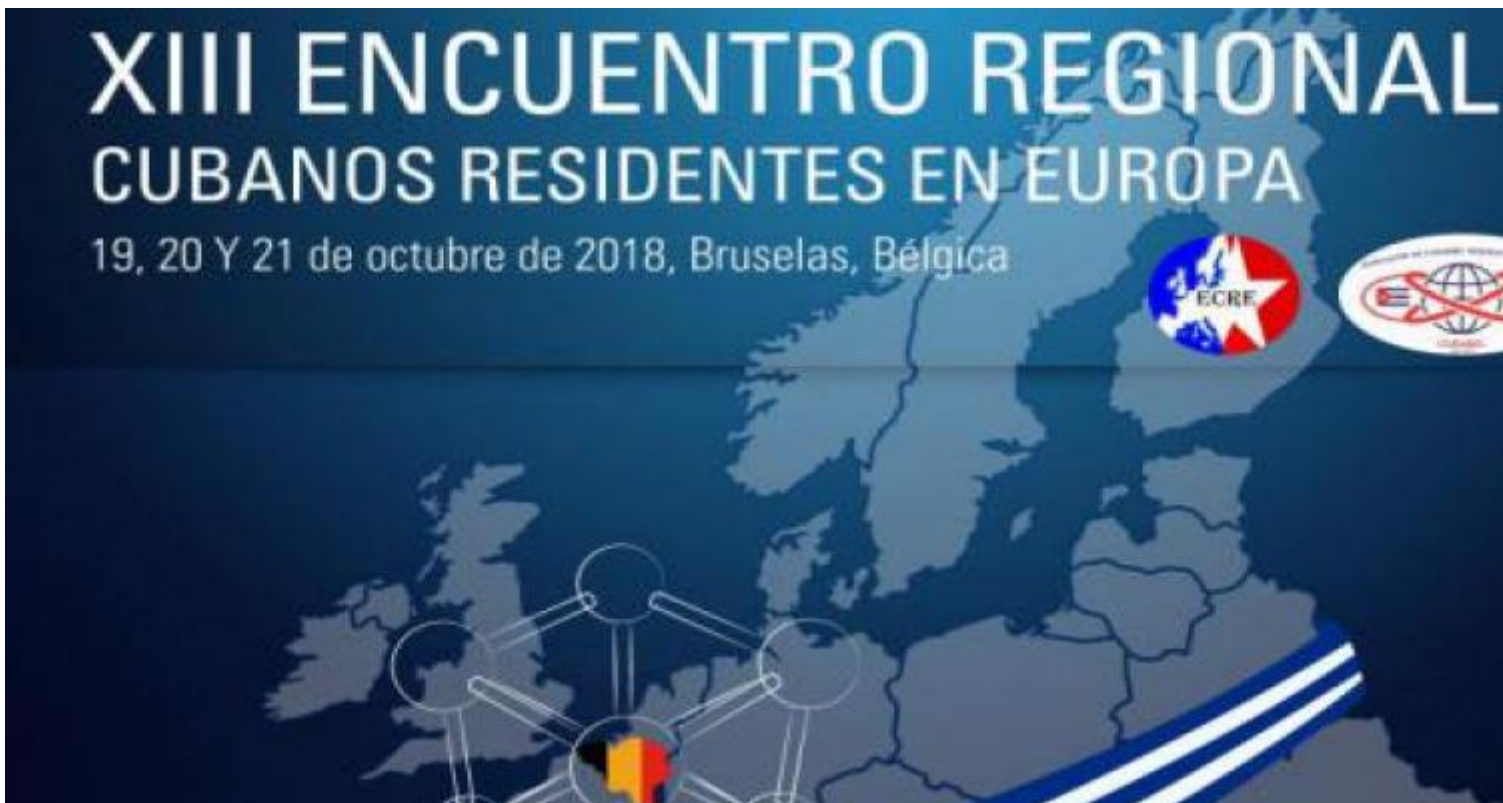 XIII ENCUENTRO REGIONAL
CUBANOS RESIDENTES EN EUROPA
19, 20 Y 21 de octubre de 2018, Bruselas, Bélgica
ECRE